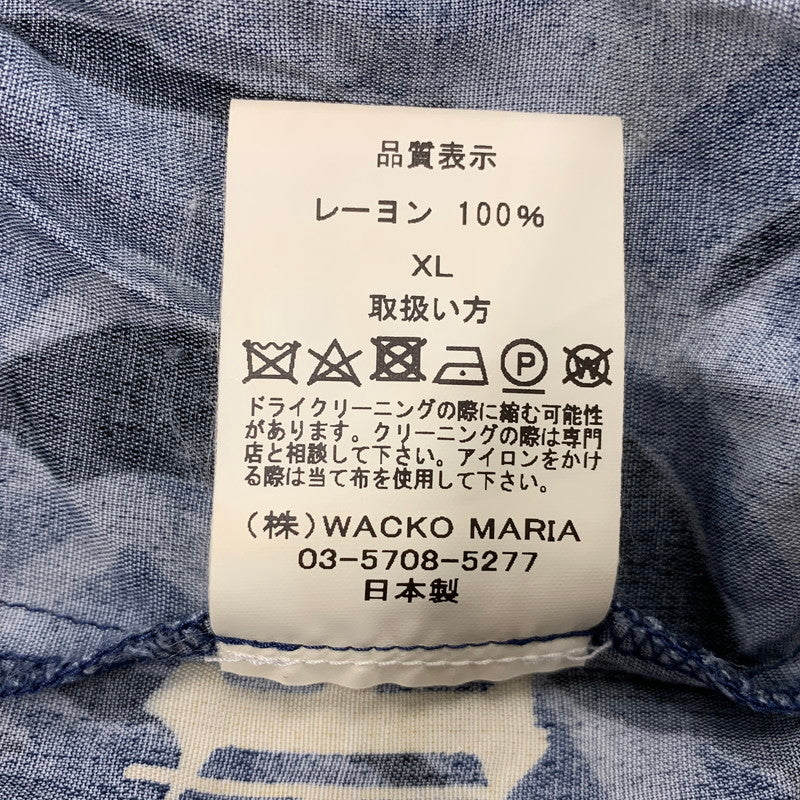 品質表示
レーヨン 100%
XL
取扱い方
P W
ドライクリーニングの際に縮む可能性
があります。クリーニングの際は専門
店と相談して下さい。アイロンをかけ
る際は当て布を使用して下さい。
(株)WACKO MARIA
03-5708-5277
日本製